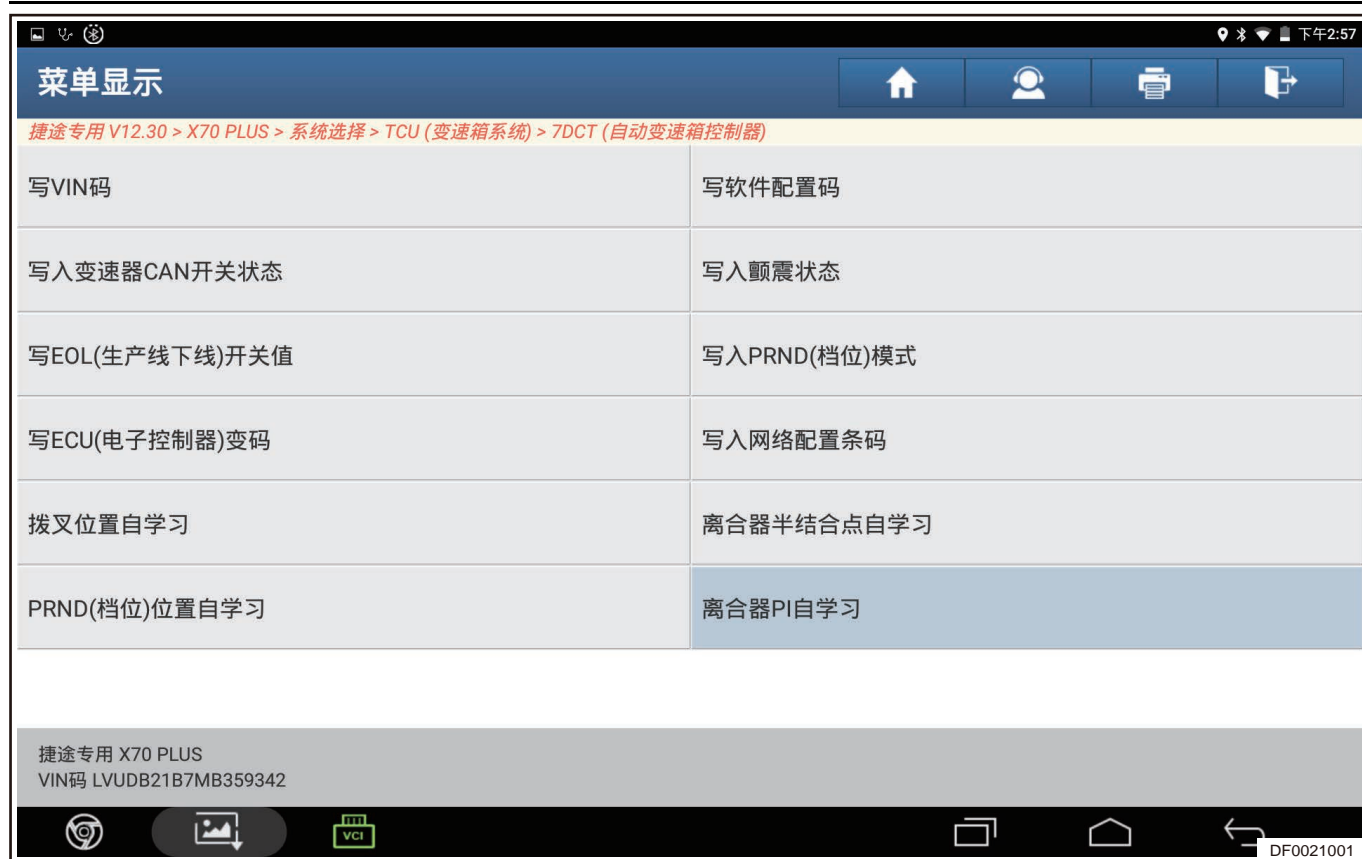 下午2:57
菜单显示
捷途专用 V12.30 > X70 PLUS > 系统选择 > TCU (变速箱系统) > 7DCT (自动变速箱控制器)
写VIN码
写软件配置码
写入变速器CAN开关状态
写入颤震状态
写EOL(生产线下线)开关值
写入PRND(档位)模式
写ECU(电子控制器)变码
写入网络配置条码
拨叉位置自学习
离合器半结合点自学习
PRND(档位)位置自学习
离合器PI自学习
捷途专用 X70 PLUS
VIN码 LVUDB21B7MB359342
VCI
DF0021001